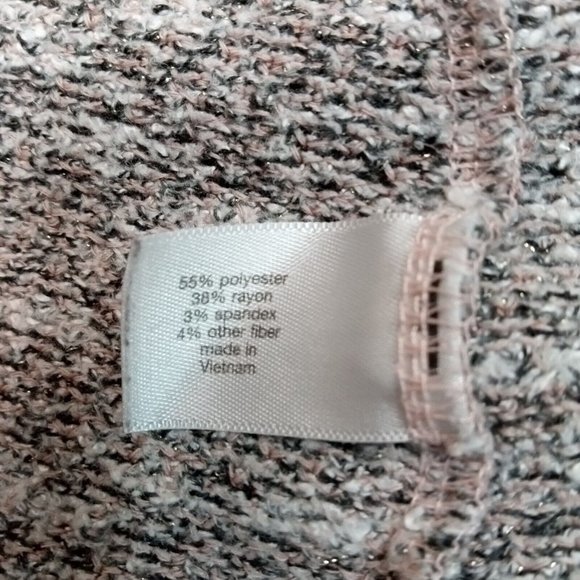 55% polyester
38% rayon
3% spandex
4% other fiber
made in
Vietnam